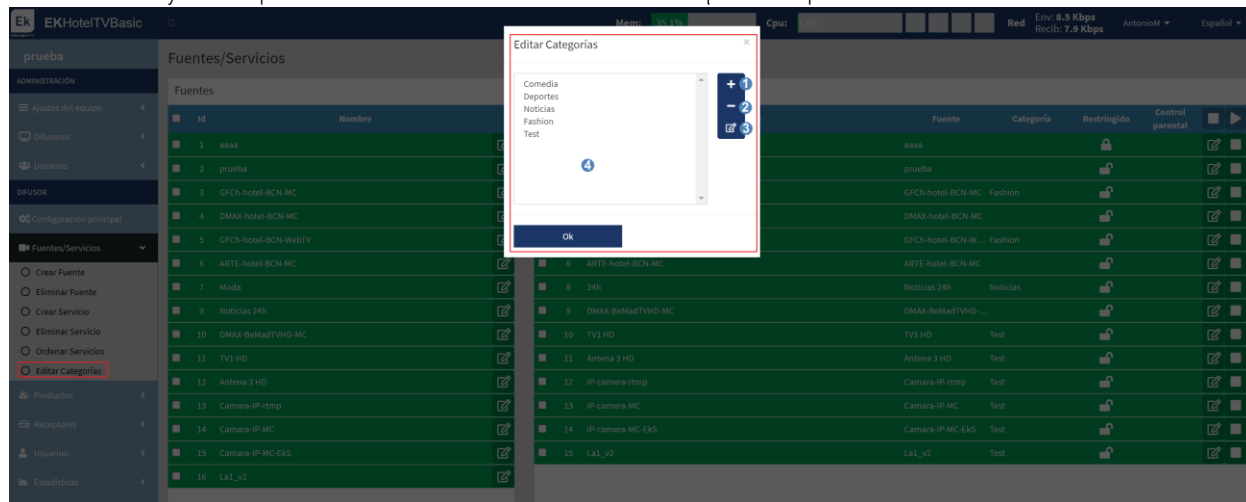 Ek EKHotelTVBasic Mem: 35.1% Cpu: Red Env: 8.5 Kbps Recib: 7.9 Kbps AntonioM Español
prueba
Fuentes/Servicios
ADMINISTRACIÓN
Ajustes del equipo
Difusores
Usuarios
DIFUSOR
Configuración principal
Fuentes/Servicios
Crear Fuente
Eliminar Fuente
Crear Servicio
Eliminar Servicio
Ordenar Servicios
Editar Categorías
Productos
Receptores
Usuarios
Estadísticas
Fuentes
Id Nombre
1 aaaa
2 prueba
3 GFCh-hotel-BCN-MC
4 DMAX-hotel-BCN-MC
5 GFCh-hotel-BCN-WebTV
6 ARTE-hotel-BCN-MC
7 Moda
9 Noticias 24h
10 DMAX-BeMadTVHD-MC
11 TV1 HD
12 Antena 3 HD
13 Camara-IP-rtmp
14 Camara-IP-MC
15 Camara-IP-MC-EkS
16 La1_v2
Editar Categorías ×
Comedia
Deportes
Noticias
Fashion
Test
1
2
3
4
Ok
Fuente Categoría Restringido Control parental
aaaa
prueba
GFCh-hotel-BCN-MC Fashion
DMAX-hotel-BCN-MC
GFCh-hotel-BCN-W... Fashion
6 ARTE-hotel-BCN-MC ARTE-hotel-BCN-MC
8 24h Noticias 24h Noticias
9 DMAX-BeMadTVHD-MC DMAX-BeMadTVHD-...
10 TV1 HD TV1 HD Test
11 Antena 3 HD Antena 3 HD Test
12 IP-camera-rtmp Camara-IP-rtmp Test
13 IP-camera-MC Camara-IP-MC Test
14 IP-camera-MC-EkS Camara-IP-MC-EkS Test
15 La1_v2 La1_v2 Test